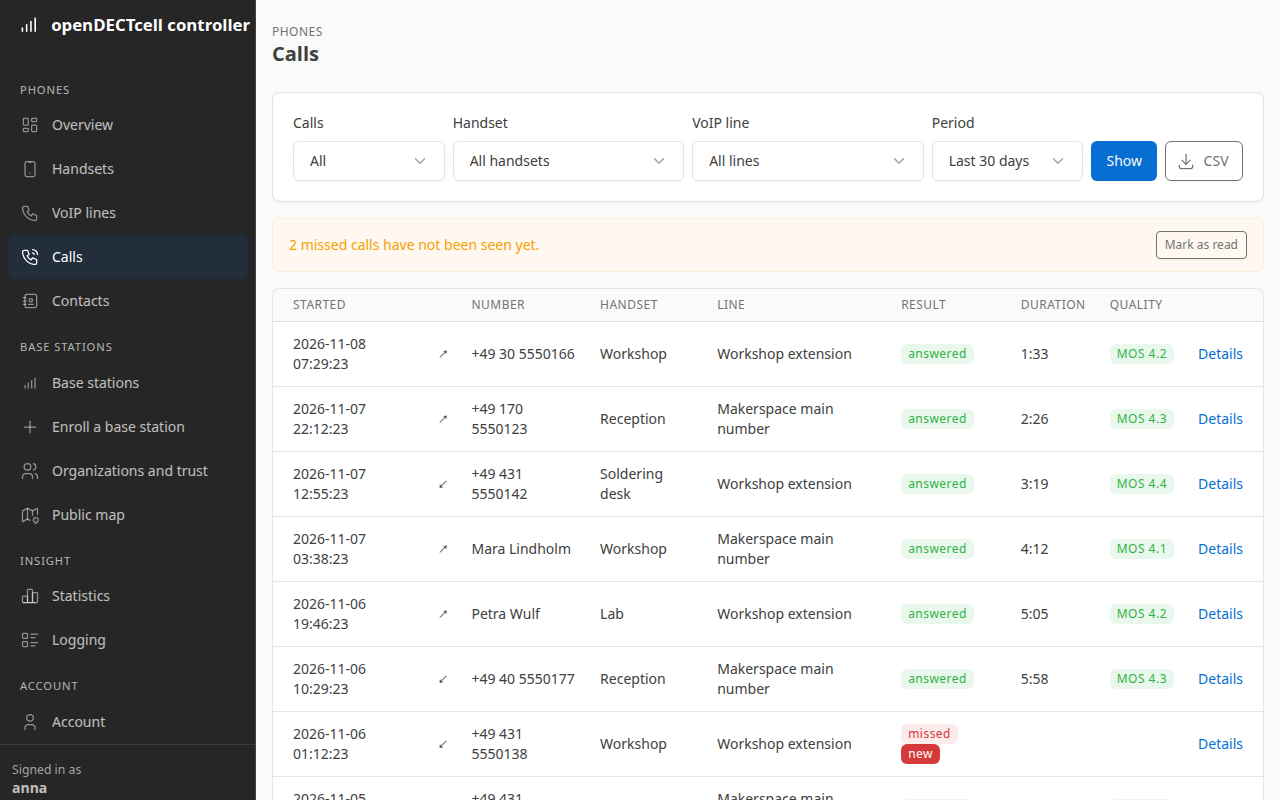 openDECTcell controller
PHONES
Overview
Handsets
VoIP lines
Calls
Contacts
BASE STATIONS
Base stations
Enroll a base station
Organizations and trust
Public map
INSIGHT
Statistics
Logging
ACCOUNT
Account
Signed in as
anna
PHONES
Calls
Calls Handset VoIP line Period
All All handsets All lines Last 30 days Show CSV
2 missed calls have not been seen yet. Mark as read
STARTED NUMBER HANDSET LINE RESULT DURATION QUALITY
2026-11-08
07:29:23 ↗ +49 30 5550166 Workshop Workshop extension answered 1:33 MOS 4.2 Details
2026-11-07
22:12:23 ↗ +49 170
5550123 Reception Makerspace main
number answered 2:26 MOS 4.3 Details
2026-11-07
12:55:23 ↙ +49 431
5550142 Soldering
desk Workshop extension answered 3:19 MOS 4.4 Details
2026-11-07
03:38:23 ↗ Mara Lindholm Workshop Makerspace main
number answered 4:12 MOS 4.1 Details
2026-11-06
19:46:23 ↗ Petra Wulf Lab Workshop extension answered 5:05 MOS 4.2 Details
2026-11-06
10:29:23 ↙ +49 40 5550177 Reception Makerspace main
number answered 5:58 MOS 4.3 Details
2026-11-06
01:12:23 ↙ +49 431
5550138 Workshop Workshop extension missed
new Details
2026-11-05 +49 431 Makerspace main